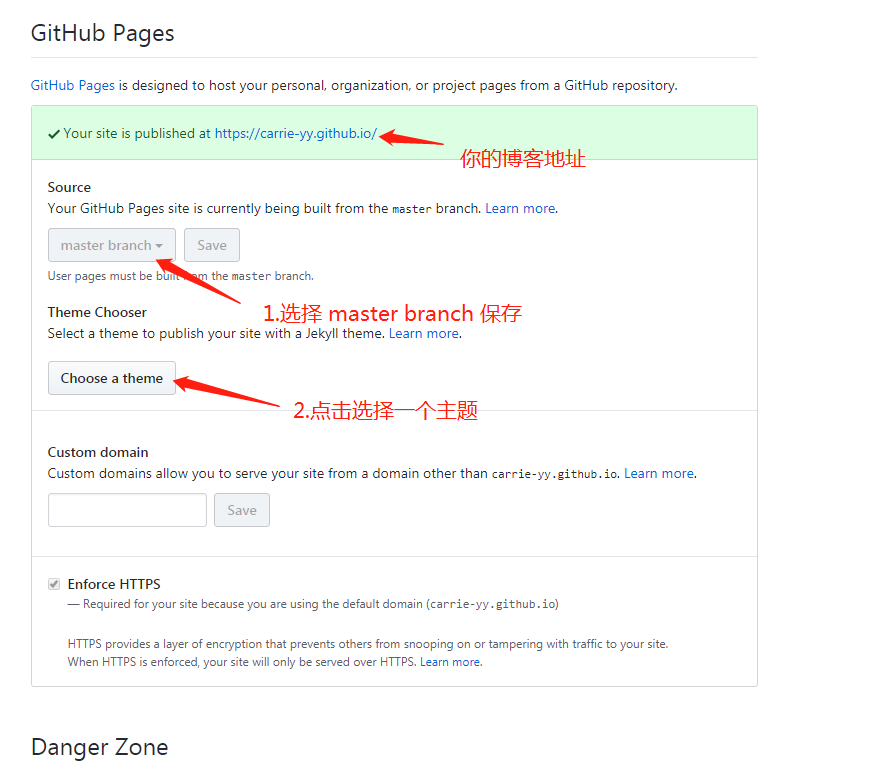 GitHub Pages
GitHub Pages is designed to host your personal, organization, or project pages from a GitHub repository.
Your site is published at https://carrie-yy.github.io/
你的博客地址
Source
Your GitHub Pages site is currently being built from the master branch. Learn more.
master branch Save
User pages must be built from the master branch.
1.选择 master branch 保存
Theme Chooser
Select a theme to publish your site with a Jekyll theme. Learn more.
Choose a theme
2.点击选择一个主题
Custom domain
Custom domains allow you to serve your site from a domain other than carrie-yy.github.io. Learn more.
Save
Enforce HTTPS
— Required for your site because you are using the default domain (carrie-yy.github.io)
HTTPS provides a layer of encryption that prevents others from snooping on or tampering with traffic to your site.
When HTTPS is enforced, your site will only be served over HTTPS. Learn more.
Danger Zone